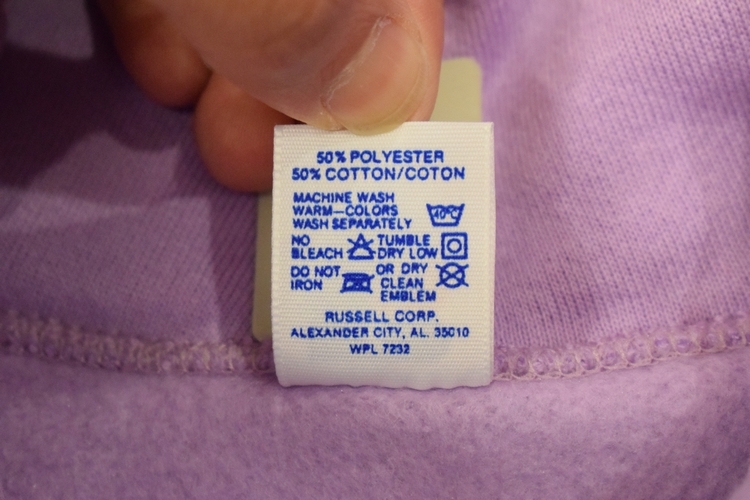 50% POLYESTER
50% COTTON/COTON
MACHINE WASH
WARM—COLORS
WASH SEPARATELY
40°C
NO
BLEACH
TUMBLE
DRY LOW
DO NOT
IRON
OR DRY
CLEAN
EMBLEM
RUSSELL CORP.
ALEXANDER CITY, AL. 35010
WPL 7232